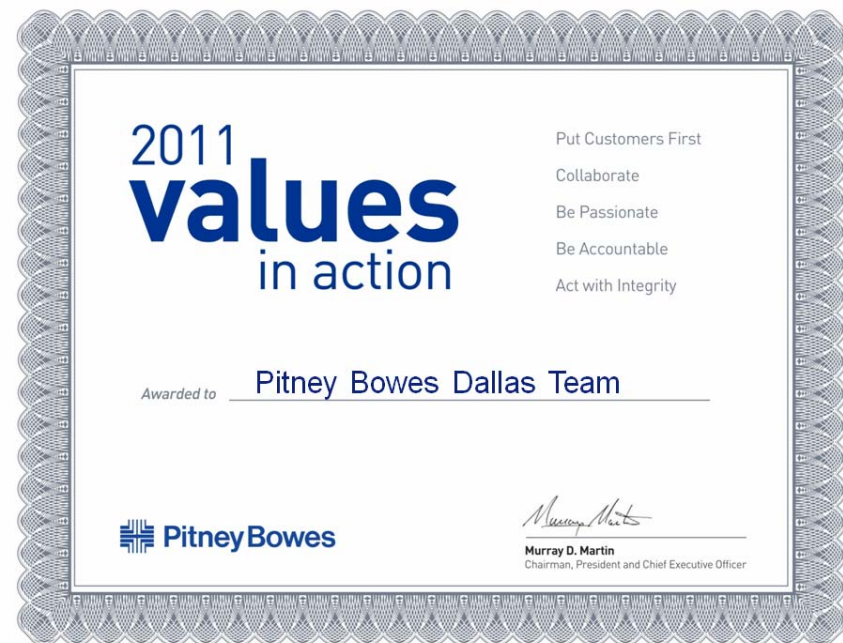 2011
values
in action
Put Customers First
Collaborate
Be Passionate
Be Accountable
Act with Integrity
Awarded to Pitney Bowes Dallas Team
Pitney Bowes
Murray D. Martin
Chairman, President and Chief Executive Officer